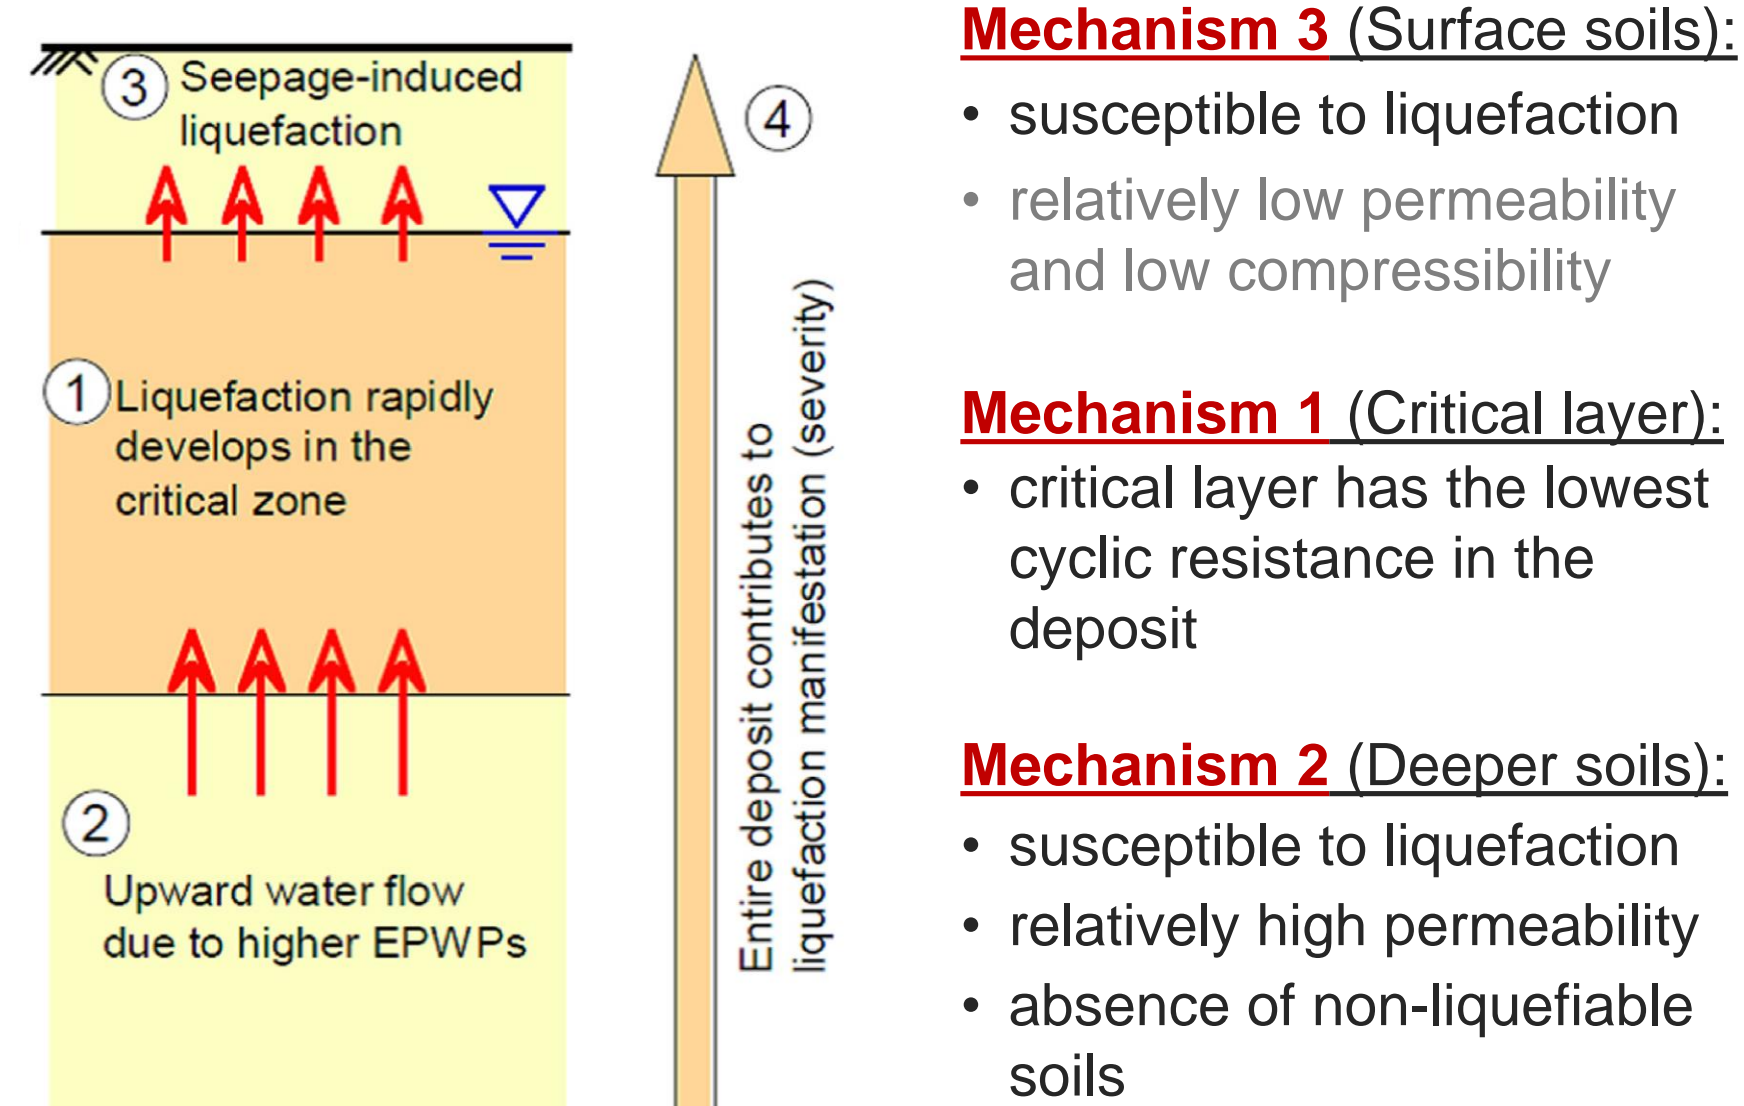 3
Seepage-induced
liquefaction
1
Liquefaction rapidly
develops in the
critical zone
2
Upward water flow
due to higher EPWPs
4
Entire deposit contributes to
liquefaction manifestation (severity)
Mechanism 3 (Surface soils):
• susceptible to liquefaction
• relatively low permeability
and low compressibility
Mechanism 1 (Critical layer):
• critical layer has the lowest
cyclic resistance in the
deposit
Mechanism 2 (Deeper soils):
• susceptible to liquefaction
• relatively high permeability
• absence of non-liquefiable
soils